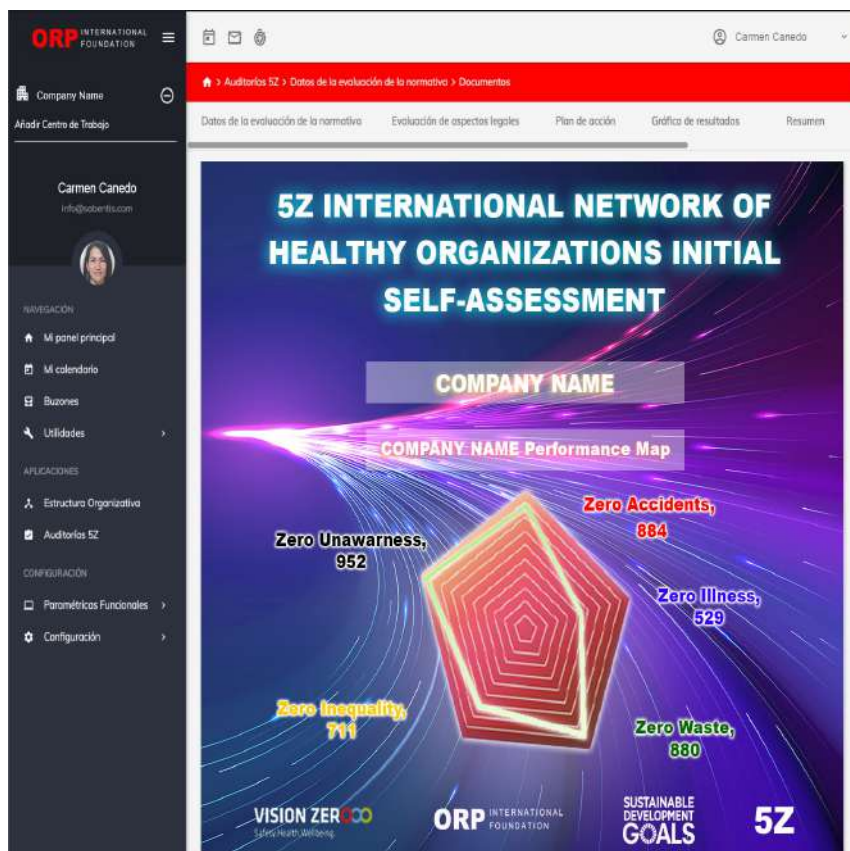 ORP INTERNATIONAL
FOUNDATION
Company Name
Añadir Centro de Trabajo
Carmen Canedo
info@sabentis.com
NAVEGACIÓN
Mi panel principal
Mi calendario
Buzones
Utilidades
APLICACIONES
Estructura Organizativa
Auditorías 5Z
CONFIGURACIÓN
Paramétricas Funcionales
Configuración
Carmen Canedo
> Auditorías 5Z > Datos de la evaluación de la normativa > Documentos
Datos de la evaluación de la normativa
Evaluación de aspectos legales
Plan de acción
Gráfica de resultados
Resumen
5Z INTERNATIONAL NETWORK OF
HEALTHY ORGANIZATIONS INITIAL
SELF-ASSESSMENT
COMPANY NAME
COMPANY NAME Performance Map
Zero Accidents,
884
Zero Unawarness,
952
Zero Illness,
529
Zero Inequality,
711
Zero Waste,
880
VISION ZERO
Safety.Health.Wellbeing.
ORP INTERNATIONAL
FOUNDATION
SUSTAINABLE
DEVELOPMENT
GOALS
5Z